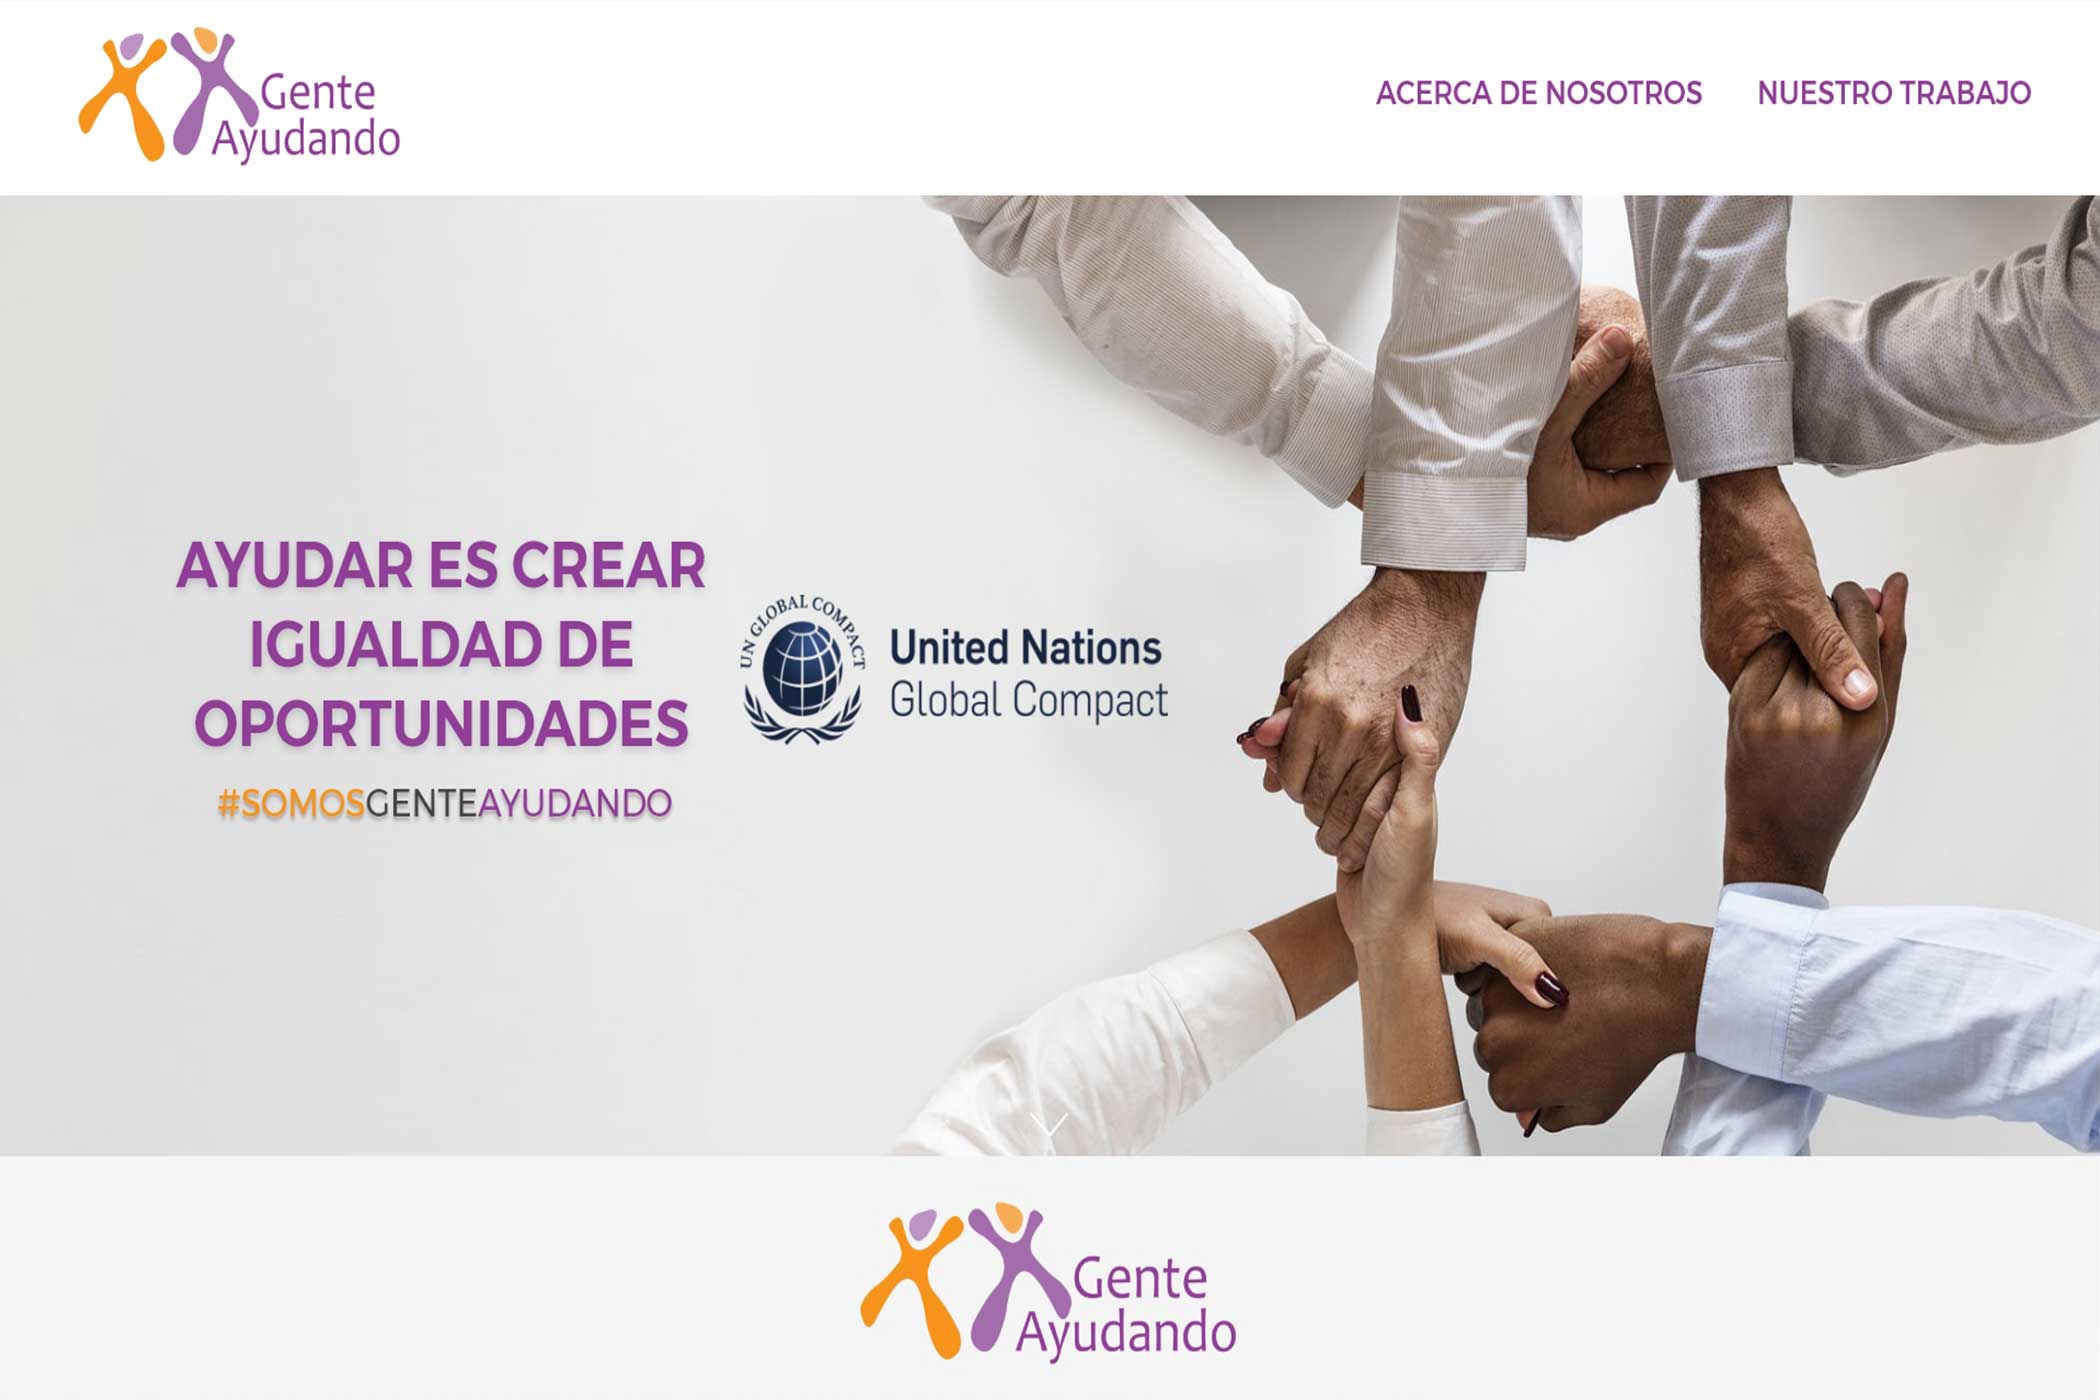 Gente
Ayudando
ACERCA DE NOSOTROS
NUESTRO TRABAJO
AYUDAR ES CREAR
IGUALDAD DE
OPORTUNIDADES
#SOMOSGENTEAYUDANDO
UN GLOBAL COMPACT
United Nations
Global Compact
Gente
Ayudando